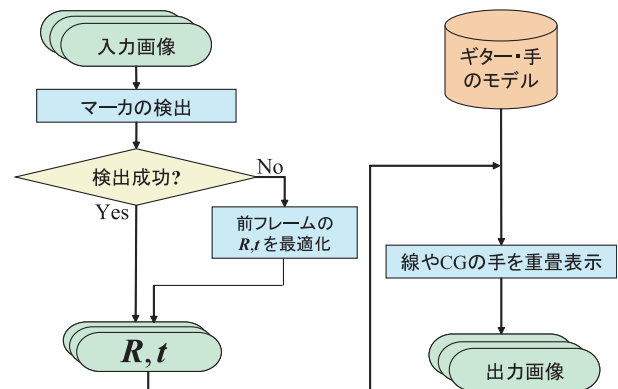 入力画像
マーカの検出
検出成功?
No
Yes
前フレームの
R,tを最適化
R, t
ギター・手
のモデル
線やCGの手を重畳表示
出力画像